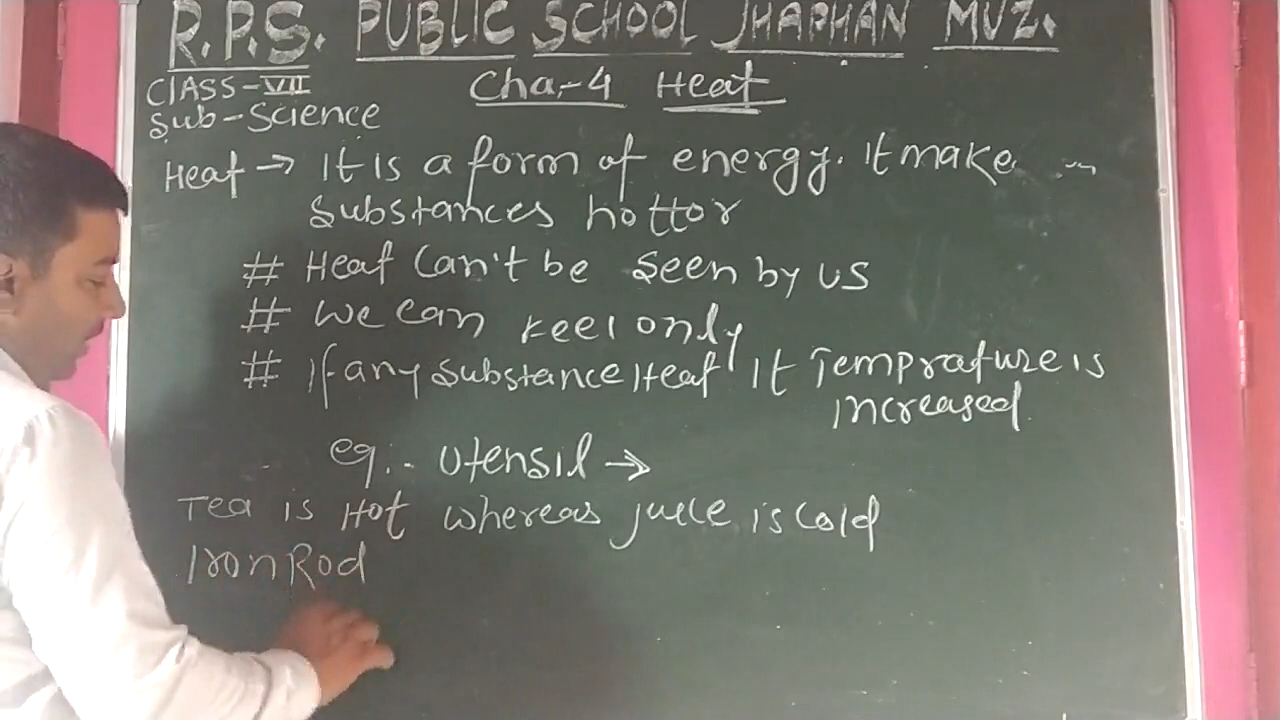 R.P.S. PUBLIC SCHOOL JHAPHAN MUZ.
CLASS-VII
Cha.-4 Heat
Sub-Science
Heat → It is a form of energy. It make
substances hottor
# Heat Can't be seen by us
# We can feel only
# If any substance Heat It Temprature is
increased.
eg:- Utensil →
Tea is Hot whereas juice is Cold
Iron Rod